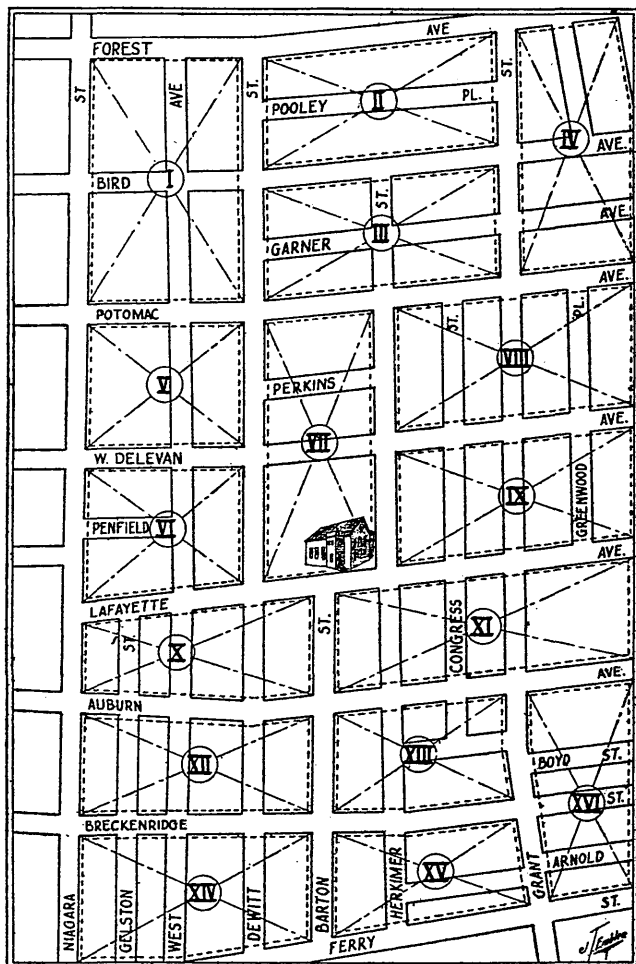 FOREST
AVE
ST
AVE
ST.
ST.
II
POOLEY PL.
IV
AVE.
I
BIRD
ST.
III
GARNER
AVE.
AVE.
POTOMAC
ST.
PL.
VIII
V
PERKINS
AVE.
VII
W. DELEVAN
IX
GREENWOOD
PENFIELD
VI
AVE.
LAFAYETTE
ST.
ST.
X
CONGRESS
XI
AVE.
AUBURN
XII
XIII
BOYD ST.
XVI
ST.
BRECKENRIDGE
ARNOLD
XIV
XV
NIAGARA
GELSTON
WEST
DEWITT
BARTON
HERKIMER
GRANT
ST.
FERRY